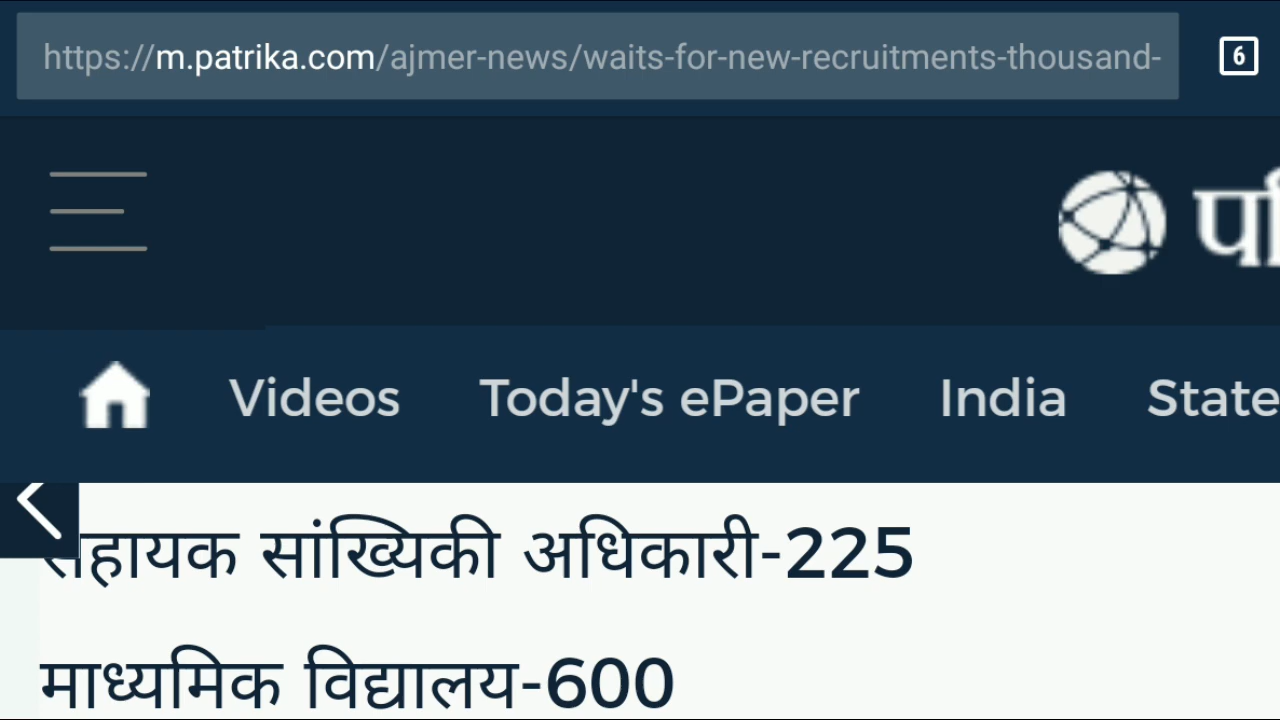 https://m.patrika.com/ajmer-news/waits-for-new-recruitments-thousand-
6
Videos Today's ePaper India State
सहायक सांख्यिकी अधिकारी-225
माध्यमिक विद्यालय-600